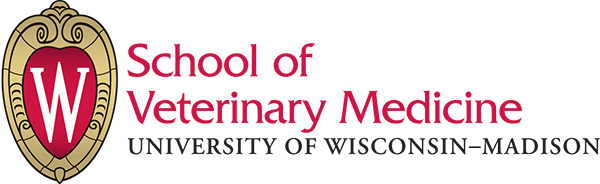 W
School of
Veterinary Medicine
UNIVERSITY OF WISCONSIN–MADISON